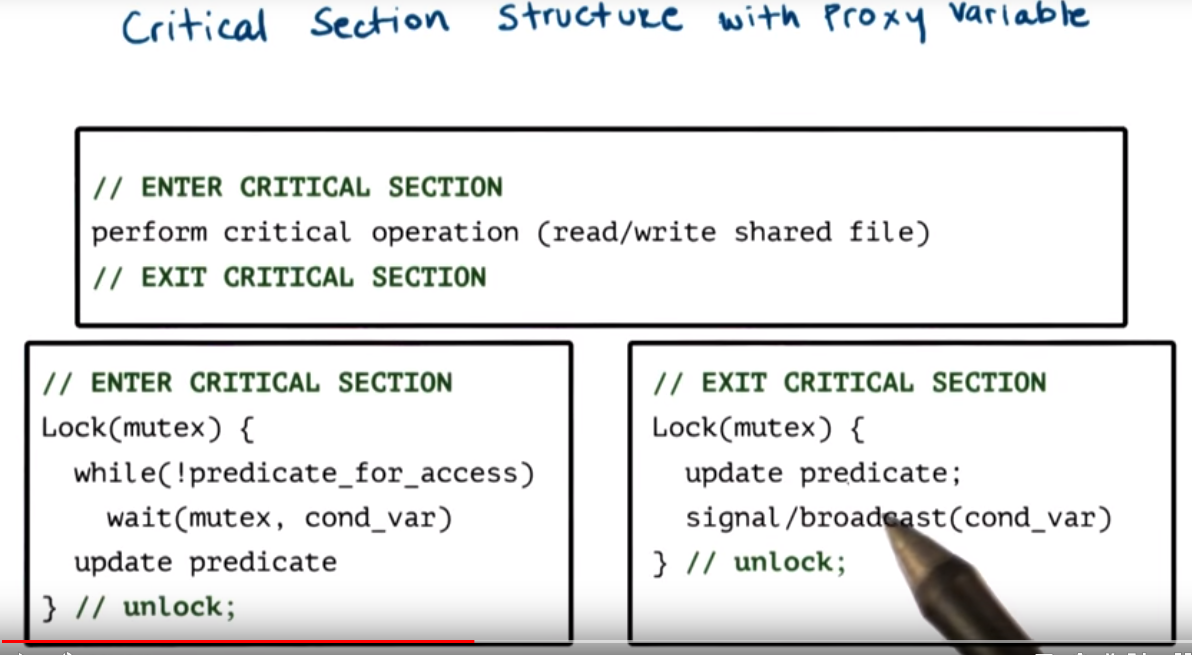 Critical Section Structure with Proxy Variable
// ENTER CRITICAL SECTION
perform critical operation (read/write shared file)
// EXIT CRITICAL SECTION
// ENTER CRITICAL SECTION
Lock(mutex) {
while(!predicate_for_access)
wait(mutex, cond_var)
update predicate
} // unlock;
// EXIT CRITICAL SECTION
Lock(mutex) {
update predicate;
signal/broadcast(cond_var)
} // unlock;